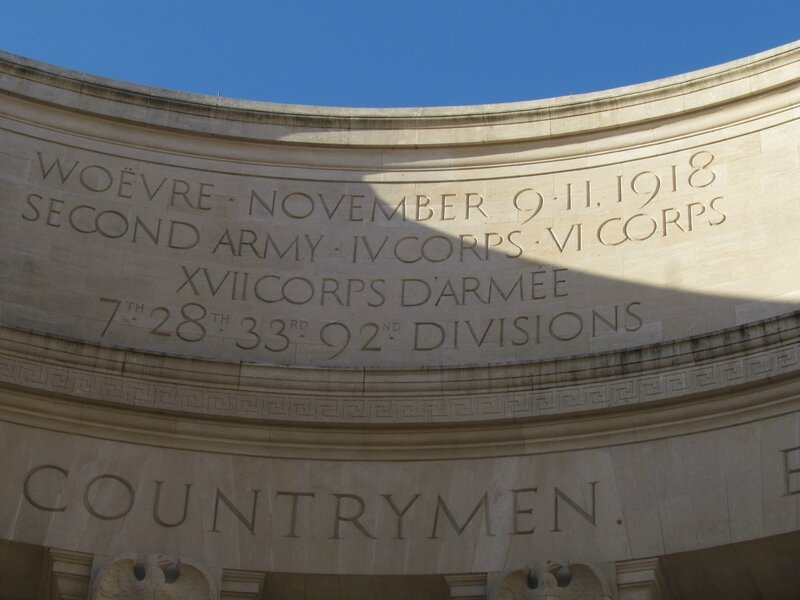 WOËVRE · NOVEMBER 9·11, 1918
SECOND ARMY · IV CORPS · VI CORPS
XVII CORPS D'ARMÉE
7TH · 28TH · 33RD · 92ND · DIVISIONS
COUNTRYMEN. E